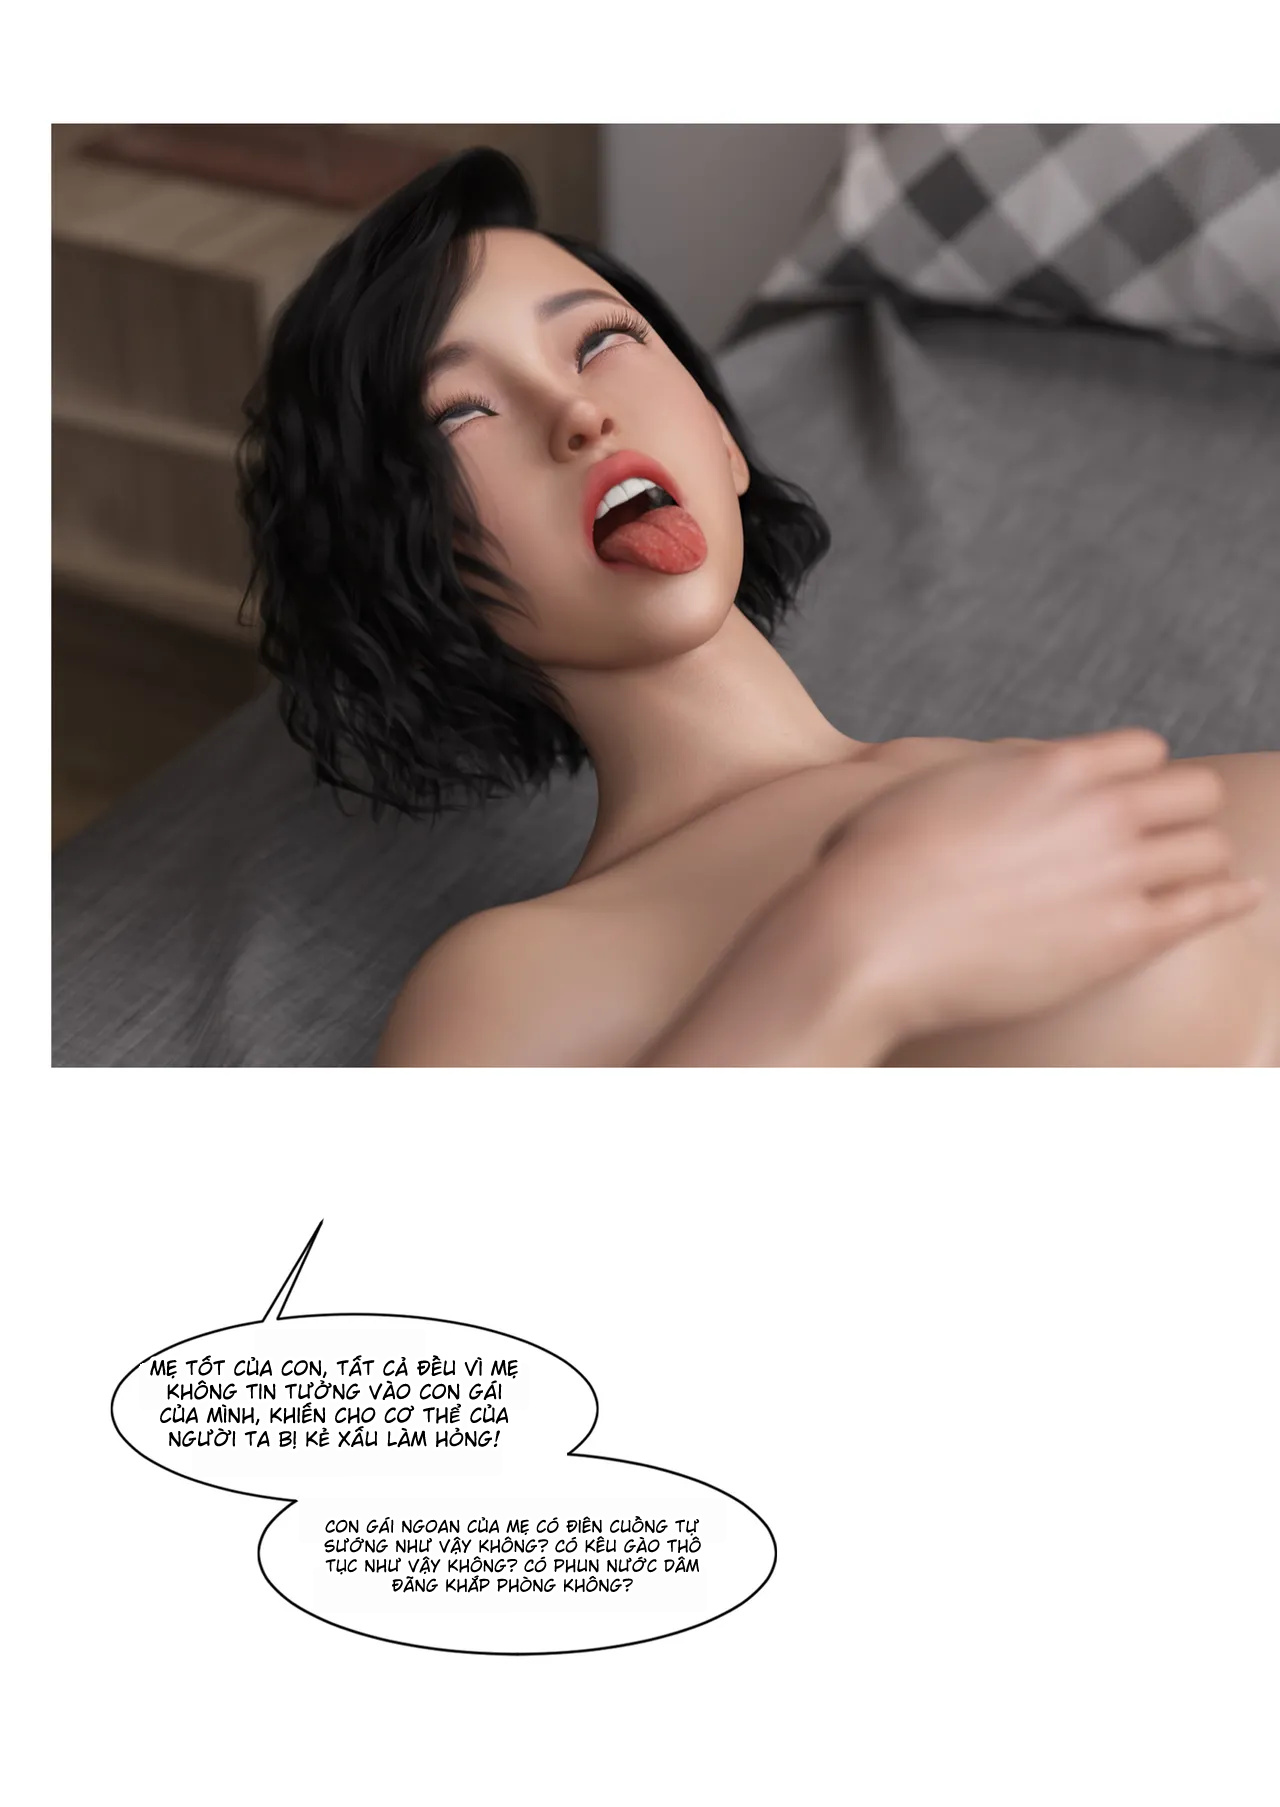 MẸ TỐT CỦA CON, TẤT CẢ ĐỀU VÌ MẸ
KHÔNG TIN TƯỞNG VÀO CON GÁI
CỦA MÌNH, KHIẾN CHO CƠ THỂ CỦA
NGƯỜI TA BỊ KẺ XẤU LÀM HỎNG!
CON GÁI NGOAN CỦA MẸ CÓ ĐIÊN CUỒNG TỰ
SƯỚNG NHƯ VẬY KHÔNG? CÓ KÊU GÀO THÔ
TỤC NHƯ VẬY KHÔNG? CÓ PHUN NƯỚC DÂM
ĐÃNG KHẮP PHÒNG KHÔNG?